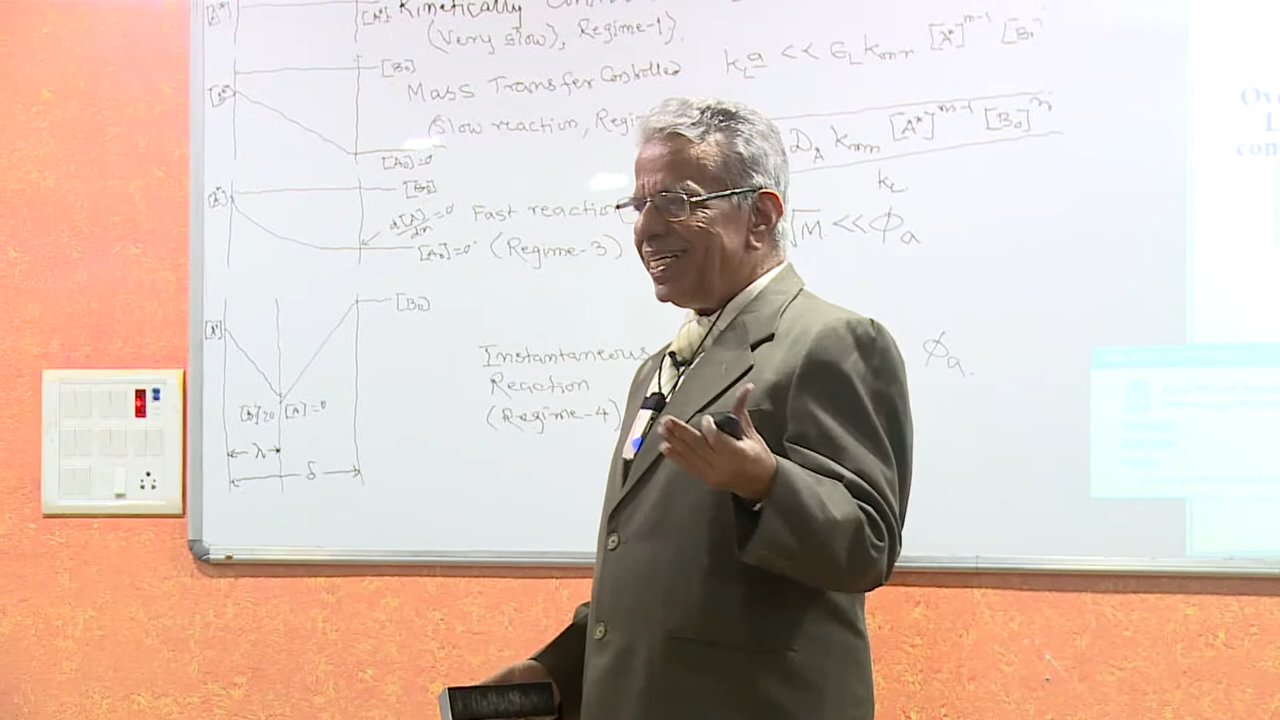 [A*] [A*] Kinetically
(Very slow), Regime-1).
k_L a << ϵ_L k_mn [A*]^m-1 [B₀]
[B₀]
[A*] Mass Transfer Controlled
(Slow reaction,
[A₀]=0
D_A k_mn [A*]^m-1 [B₀]^n
k_L
[A*] [B₀]
d[A]/dx=0 Fast reaction
[A₀]=0 (Regime-3)
√M << ϕ_a
[B₀]
[A*]
Instantaneous
Reaction
(Regime-4)
ϕ_a.
[A]=0
λ
δ